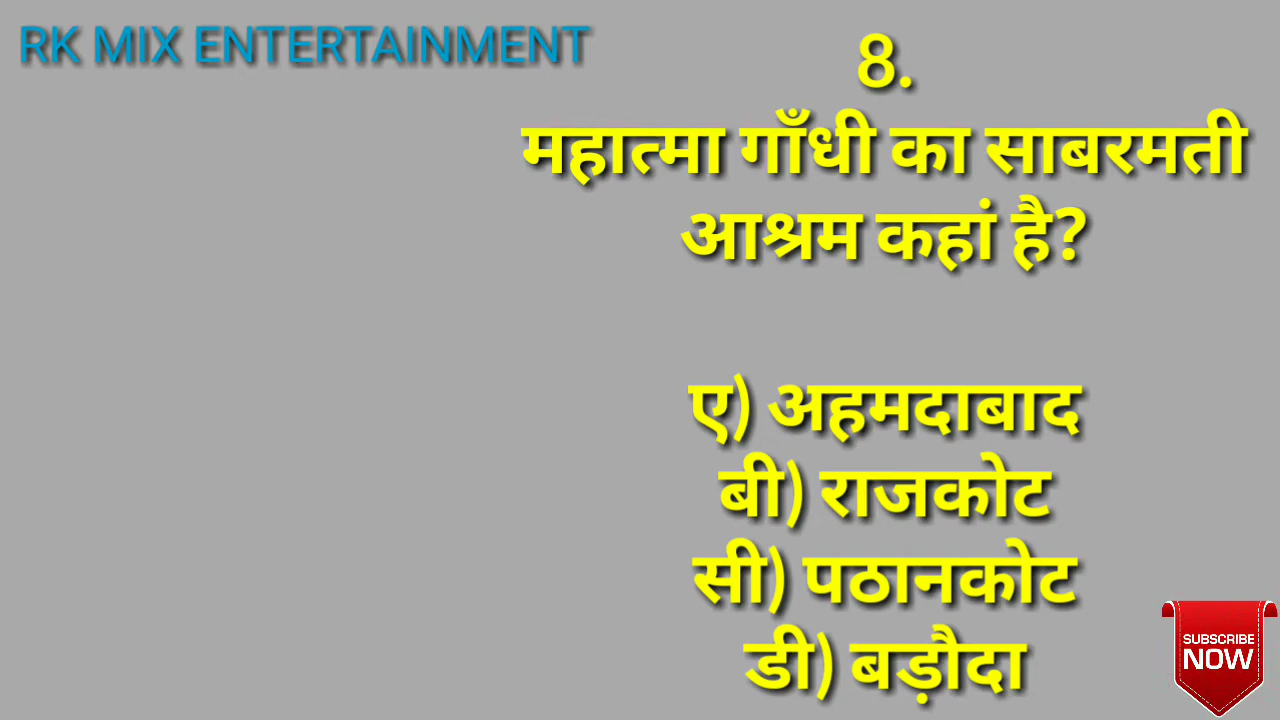 RK MIX ENTERTAINMENT
8.
महात्मा गाँधी का साबरमती
आश्रम कहां है?
ए) अहमदाबाद
बी) राजकोट
सी) पठानकोट
डी) बड़ौदा
SUBSCRIBE
NOW